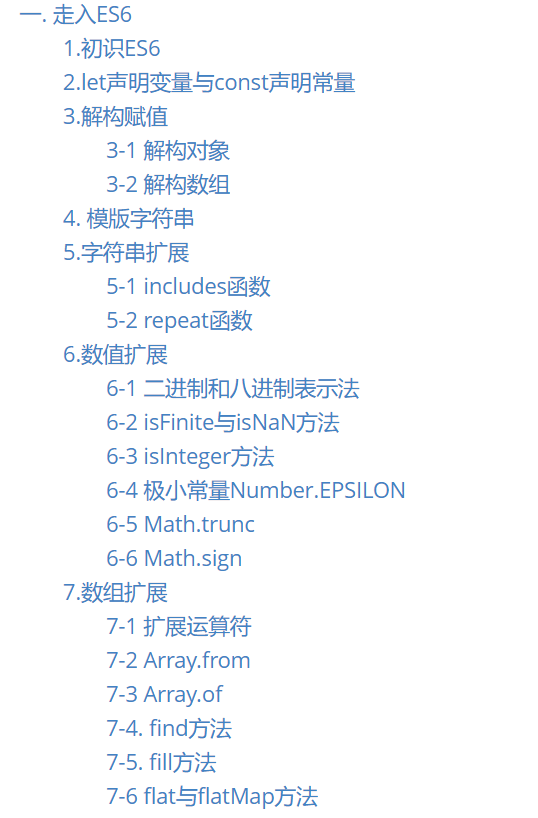 一. 走入ES6
1.初识ES6
2.let声明变量与const声明常量
3.解构赋值
3-1 解构对象
3-2 解构数组
4. 模版字符串
5.字符串扩展
5-1 includes函数
5-2 repeat函数
6.数值扩展
6-1 二进制和八进制表示法
6-2 isFinite与isNaN方法
6-3 isInteger方法
6-4 极小常量Number.EPSILON
6-5 Math.trunc
6-6 Math.sign
7.数组扩展
7-1 扩展运算符
7-2 Array.from
7-3 Array.of
7-4. find方法
7-5. fill方法
7-6 flat与flatMap方法